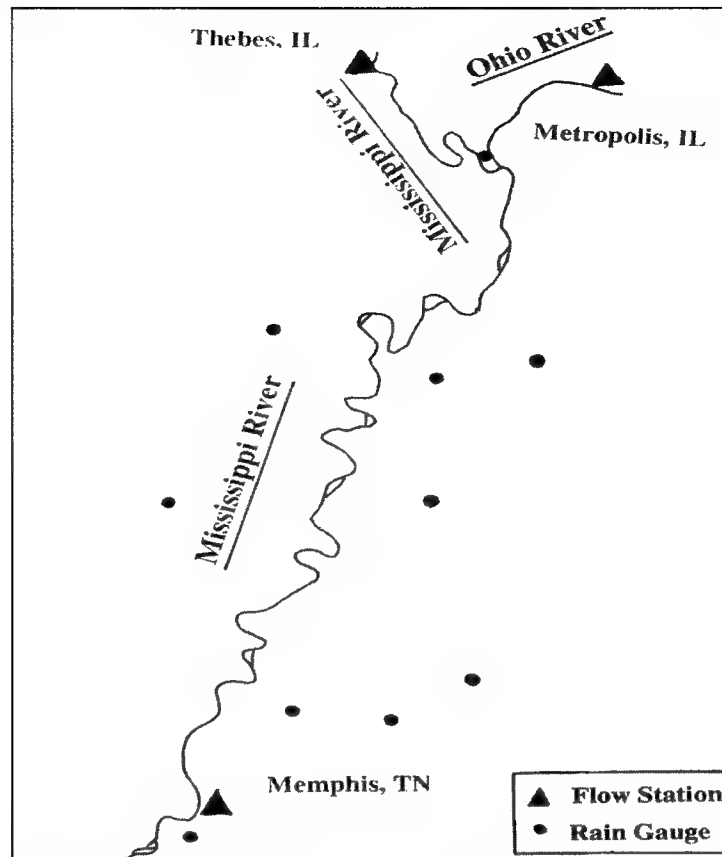 Thebes, IL
Ohio River
Metropolis, IL
Mississippi River
Mississippi River
Memphis, TN
Flow Station
Rain Gauge